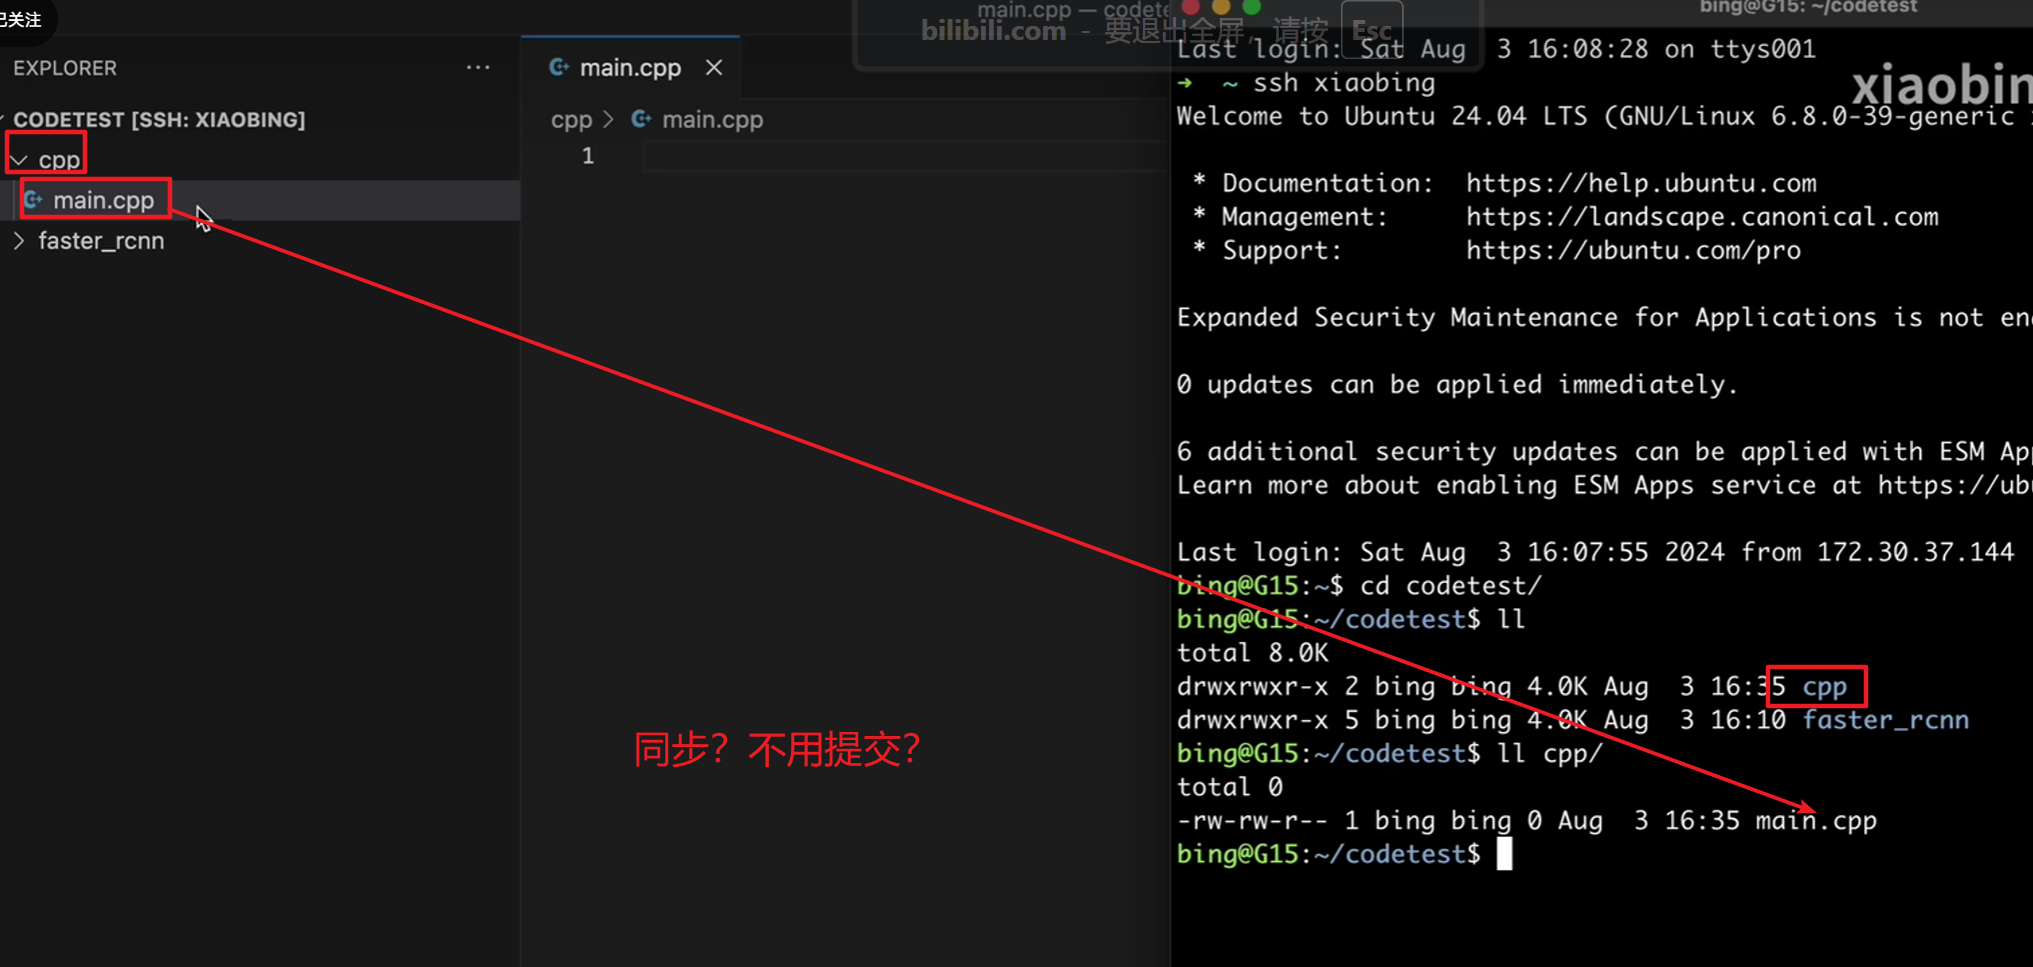 已关注
EXPLORER
CODETEST [SSH: XIAOBING]
cpp
main.cpp
faster_rcnn
main.cpp — codete
bilibili.com - 要退出全屏，请按 Esc
main.cpp
cpp > main.cpp
1
同步？不用提交？
bing@G15: ~/codetest
xiaobin
Last login: Sat Aug  3 16:08:28 on ttys001
➜  ~ ssh xiaobing
Welcome to Ubuntu 24.04 LTS (GNU/Linux 6.8.0-39-generic
* Documentation:  https://help.ubuntu.com
* Management:     https://landscape.canonical.com
* Support:        https://ubuntu.com/pro
Expanded Security Maintenance for Applications is not en
0 updates can be applied immediately.
6 additional security updates can be applied with ESM App
Learn more about enabling ESM Apps service at https://ub
Last login: Sat Aug  3 16:07:55 2024 from 172.30.37.144
bing@G15:~$ cd codetest/
bing@G15:~/codetest$ ll
total 8.0K
drwxrwxr-x 2 bing bing 4.0K Aug  3 16:35 cpp
drwxrwxr-x 5 bing bing 4.0K Aug  3 16:10 faster_rcnn
bing@G15:~/codetest$ ll cpp/
total 0
-rw-rw-r-- 1 bing bing 0 Aug  3 16:35 main.cpp
bing@G15:~/codetest$